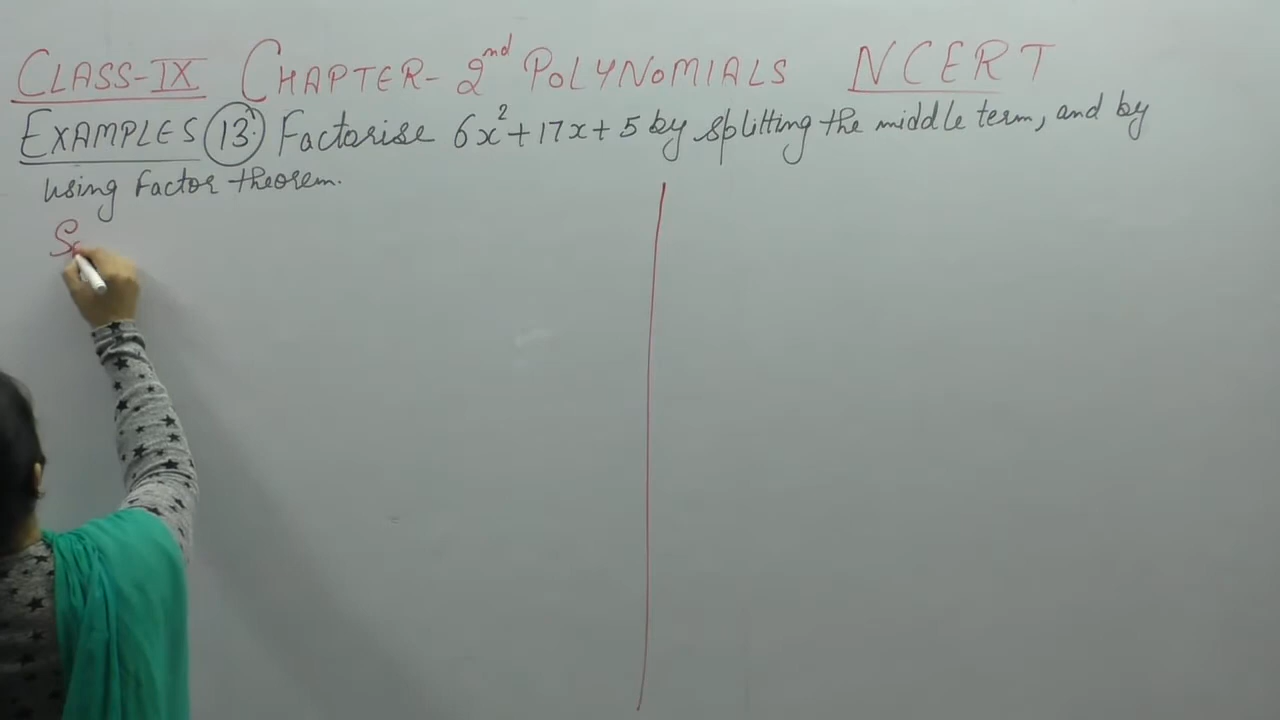 CLASS-IX CHAPTER-2nd POLYNOMIALS NCERT
EXAMPLES 13: Factorise 6x²+17x+5 by splitting the middle term, and by
using Factor theorem.
So